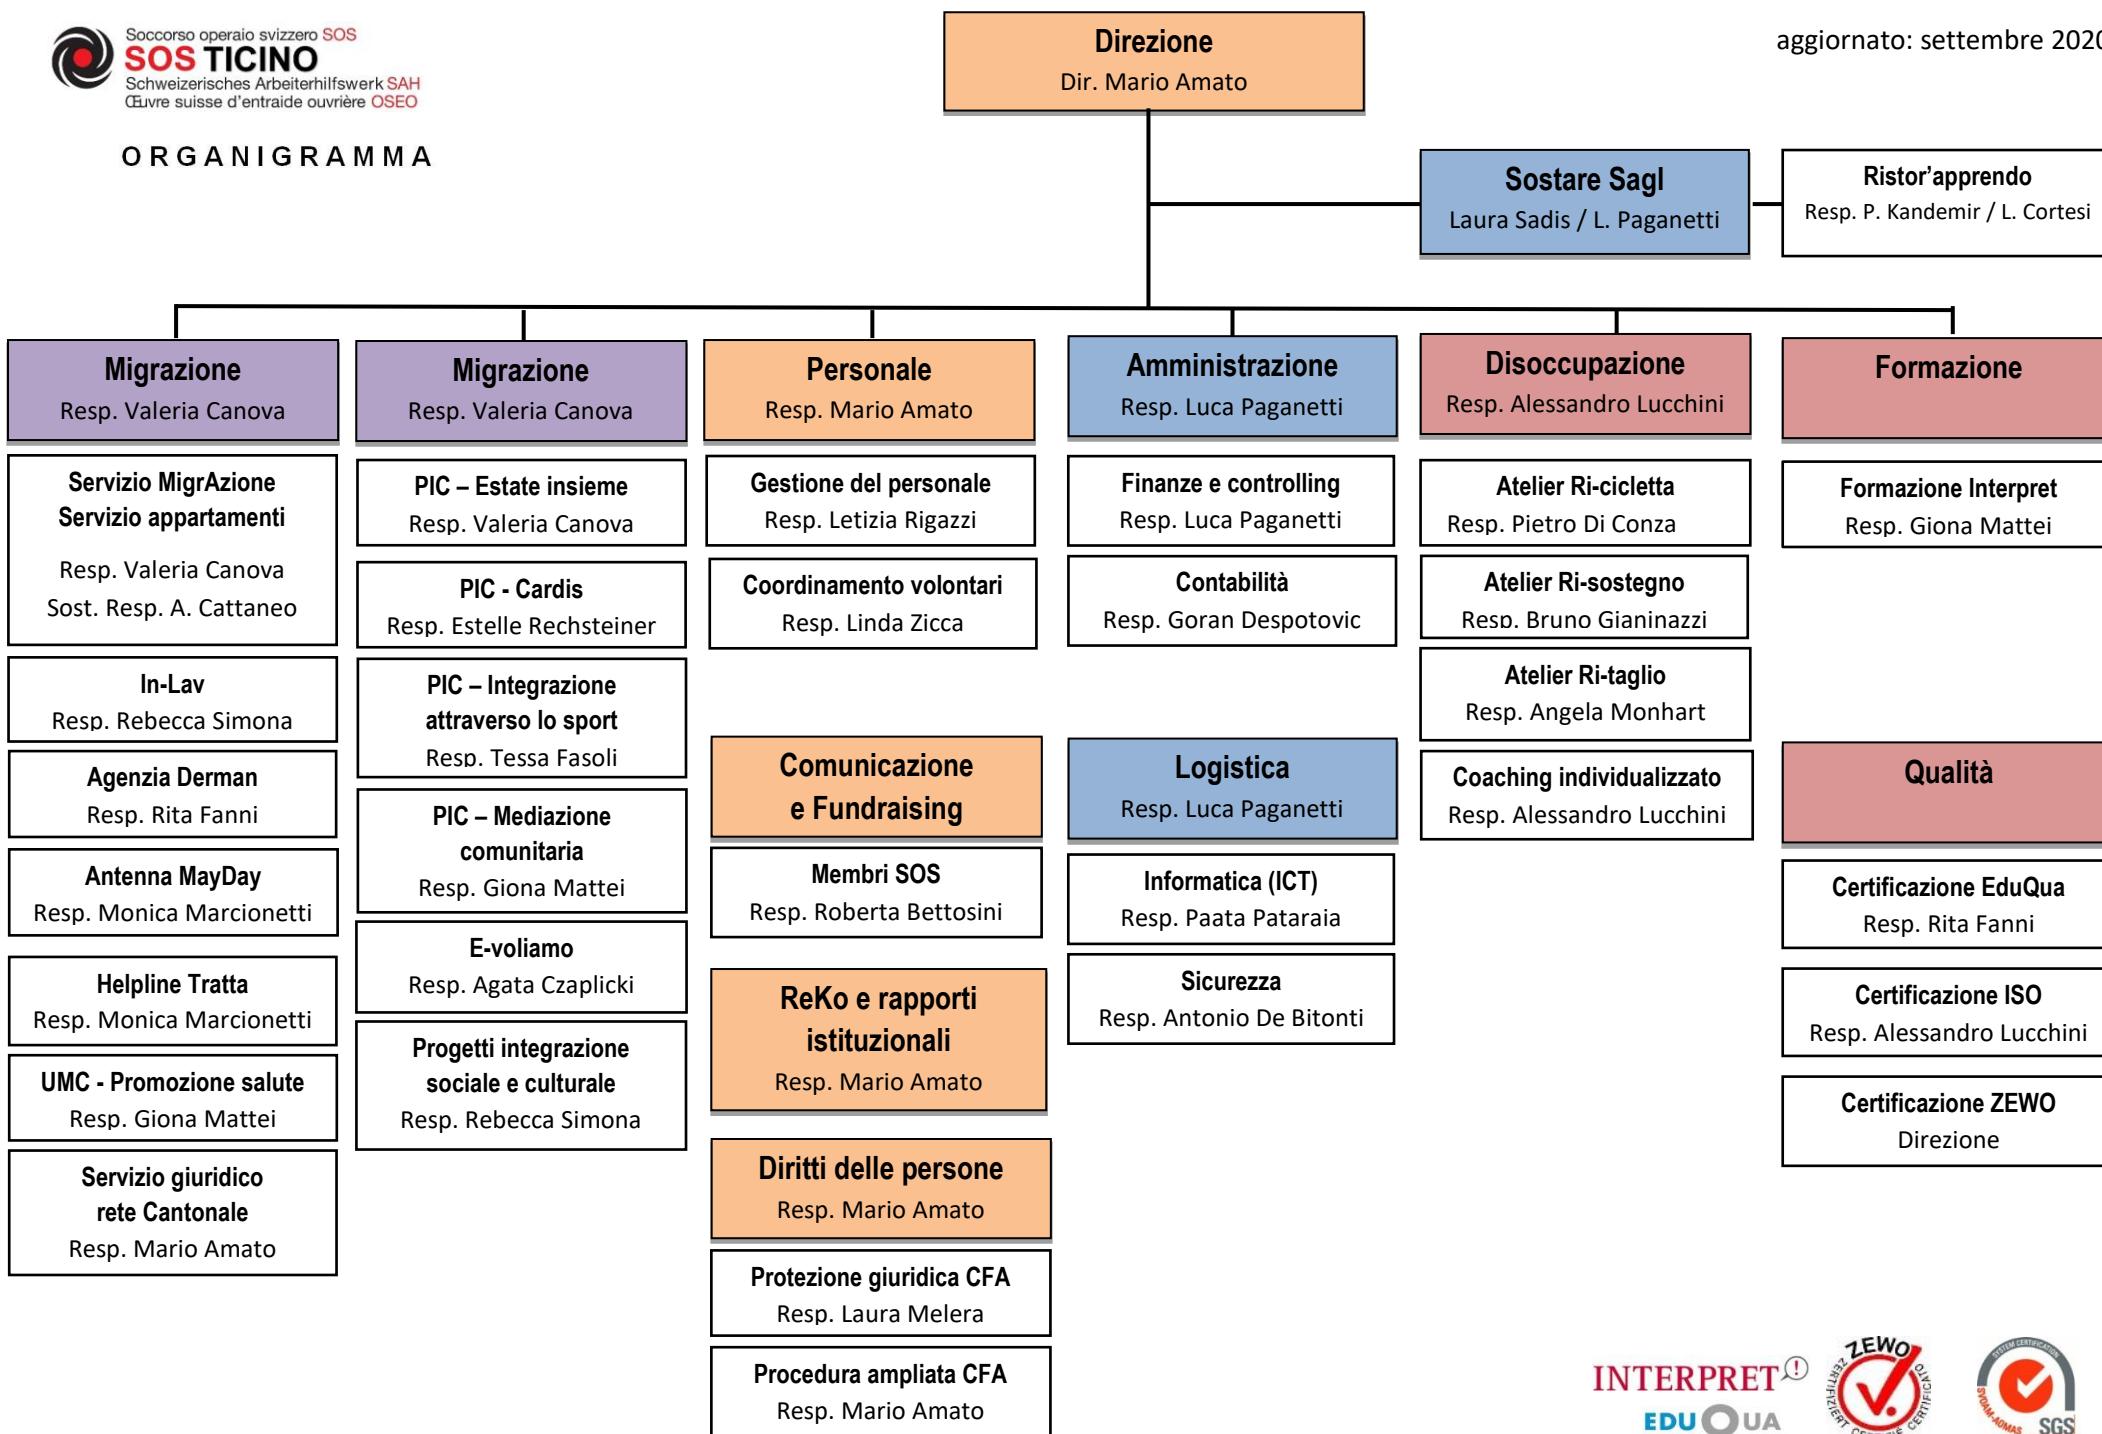 Soccorso operaio svizzero SOS
SOS TICINO
Schweizerisches Arbeiterhilfswerk SAH
Œuvre suisse d'entraide ouvrière OSEO
ORGANIGRAMMA
Direzione
Dir. Mario Amato
aggiornato: settembre 2020
Sostare Sagl
Laura Sadis / L. Paganetti
Ristor’apprendo
Resp. P. Kandemir / L. Cortesi
Migrazione
Resp. Valeria Canova
Servizio MigrAzione
Servizio appartamenti
Resp. Valeria Canova
Sost. Resp. A. Cattaneo
In-Lav
Resp. Rebecca Simona
Agenzia Derman
Resp. Rita Fanni
Antenna MayDay
Resp. Monica Marcionetti
Helpline Tratta
Resp. Monica Marcionetti
UMC - Promozione salute
Resp. Giona Mattei
Servizio giuridico
rete Cantonale
Resp. Mario Amato
Migrazione
Resp. Valeria Canova
PIC – Estate insieme
Resp. Valeria Canova
PIC - Cardis
Resp. Estelle Rechsteiner
PIC – Integrazione
attraverso lo sport
Resp. Tessa Fasoli
PIC – Mediazione
comunitaria
Resp. Giona Mattei
E-voliamo
Resp. Agata Czaplicki
Progetti integrazione
sociale e culturale
Resp. Rebecca Simona
Personale
Resp. Mario Amato
Gestione del personale
Resp. Letizia Rigazzi
Coordinamento volontari
Resp. Linda Zicca
Comunicazione
e Fundraising
Membri SOS
Resp. Roberta Bettosini
ReKo e rapporti
istituzionali
Resp. Mario Amato
Diritti delle persone
Resp. Mario Amato
Protezione giuridica CFA
Resp. Laura Melera
Procedura ampliata CFA
Resp. Mario Amato
Amministrazione
Resp. Luca Paganetti
Finanze e controlling
Resp. Luca Paganetti
Contabilità
Resp. Goran Despotovic
Logistica
Resp. Luca Paganetti
Informatica (ICT)
Resp. Paata Pataraia
Sicurezza
Resp. Antonio De Bitonti
Disoccupazione
Resp. Alessandro Lucchini
Atelier Ri-cicletta
Resp. Pietro Di Conza
Atelier Ri-sostegno
Resp. Bruno Gianinazzi
Atelier Ri-taglio
Resp. Angela Monhart
Coaching individualizzato
Resp. Alessandro Lucchini
Formazione
Formazione Interpret
Resp. Giona Mattei
Qualità
Certificazione EduQua
Resp. Rita Fanni
Certificazione ISO
Resp. Alessandro Lucchini
Certificazione ZEWO
Direzione
INTERPRET!
EDUQUA
ZEWO
ZERTIFIZIERT
CERTIFICATO
SYSTEM CERTIFICATION
SVOAM-AOMAS
SGS